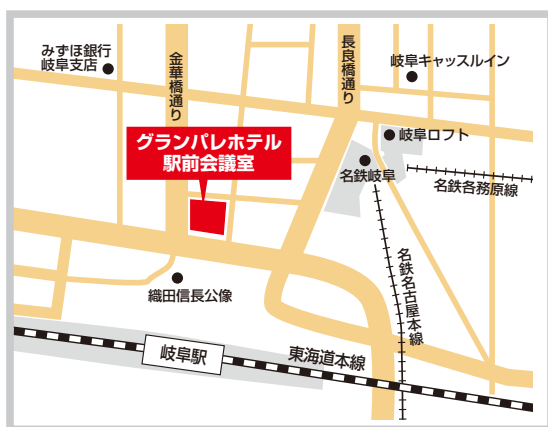 みずほ銀行
岐阜支店
金華橋通り
長良橋通り
岐阜キャッスルイン
グランパレホテル
駅前会議室
岐阜ロフト
名鉄岐阜
名鉄各務原線
織田信長公像
名鉄名古屋本線
岐阜駅
東海道本線